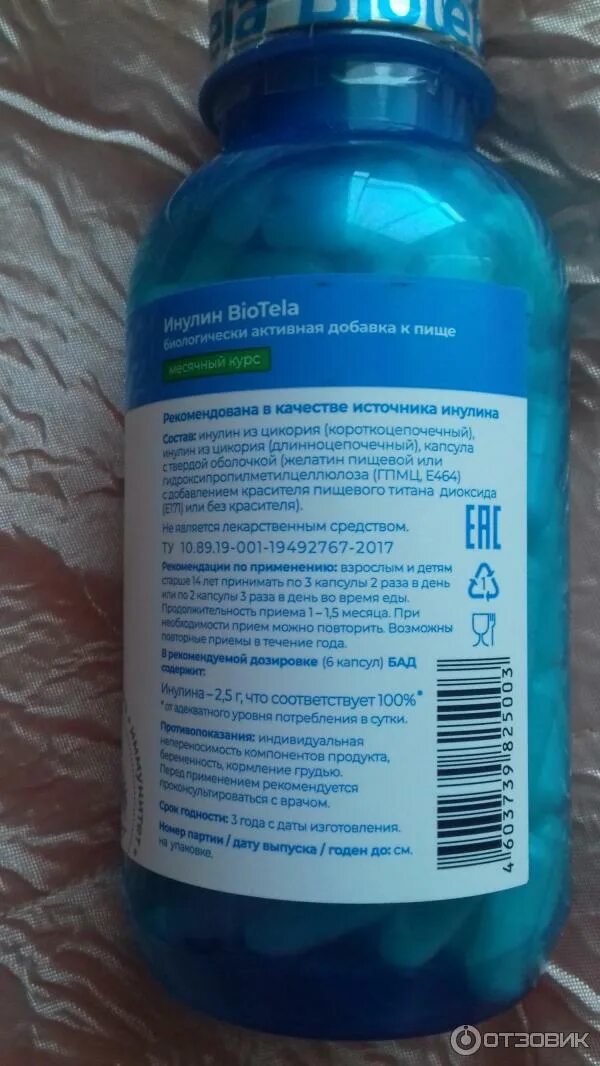 Biotela
Инулин BioTela
биологически активная добавка к пище
месячный курс
Рекомендована в качестве источника инулина
Состав: инулин из цикория (короткоцепочечный),
инулин из цикория (длинноцепочечный), капсула
с твердой оболочкой (желатин пищевой или
гидроксипропилметилцеллюлоза (ГПМЦ, Е464)
с добавлением красителя пищевого титана диоксида
(Е171) или без красителя).
Не является лекарственным средством.
ТУ 10.89.19-001-19492767-2017
Рекомендации по применению: взрослым и детям
старше 14 лет принимать по 3 капсулы 2 раза в день
или по 2 капсулы 3 раза в день во время еды.
Продолжительность приема 1 – 1,5 месяца. При
необходимости прием можно повторить. Возможны
повторные приемы в течение года.
В рекомендуемой дозировке (6 капсул) БАД
содержит:
Инулина – 2,5 г, что соответствует 100%*
*от адекватного уровня потребления в сутки.
Противопоказания: индивидуальная
непереносимость компонентов продукта,
беременность, кормление грудью.
Перед применением рекомендуется
проконсультироваться с врачом.
Срок годности: 3 года с даты изготовления.
Номер партии / дату выпуска / годен до: см.
на упаковке.
EAC
1
4 603739 825003
«ИММУНИТЕТ»
ОТЗОВИК